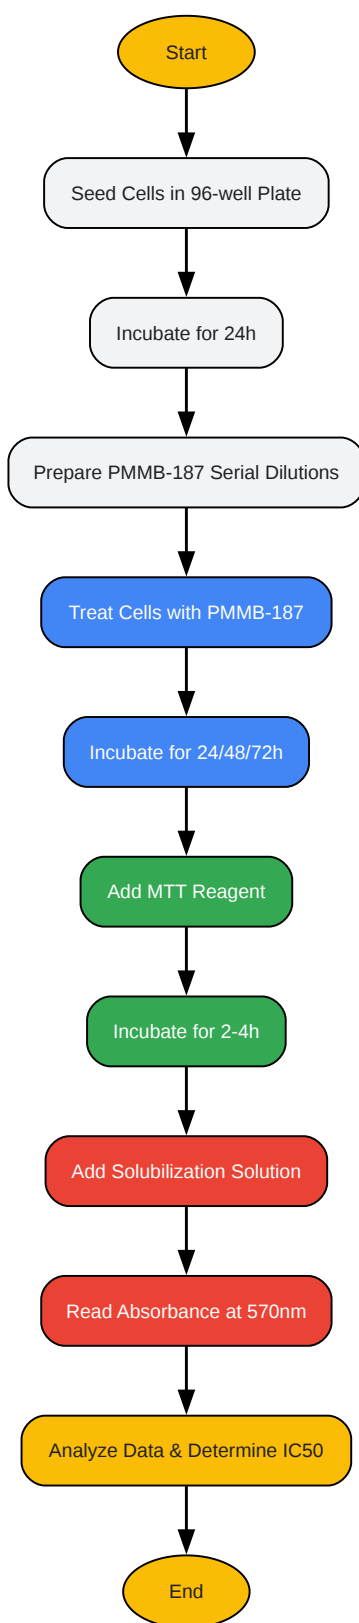 Start
Seed Cells in 96-well Plate
Incubate for 24h
Prepare PMMB-187 Serial Dilutions
Treat Cells with PMMB-187
Incubate for 24/48/72h
Add MTT Reagent
Incubate for 2-4h
Add Solubilization Solution
Read Absorbance at 570nm
Analyze Data & Determine IC50
End